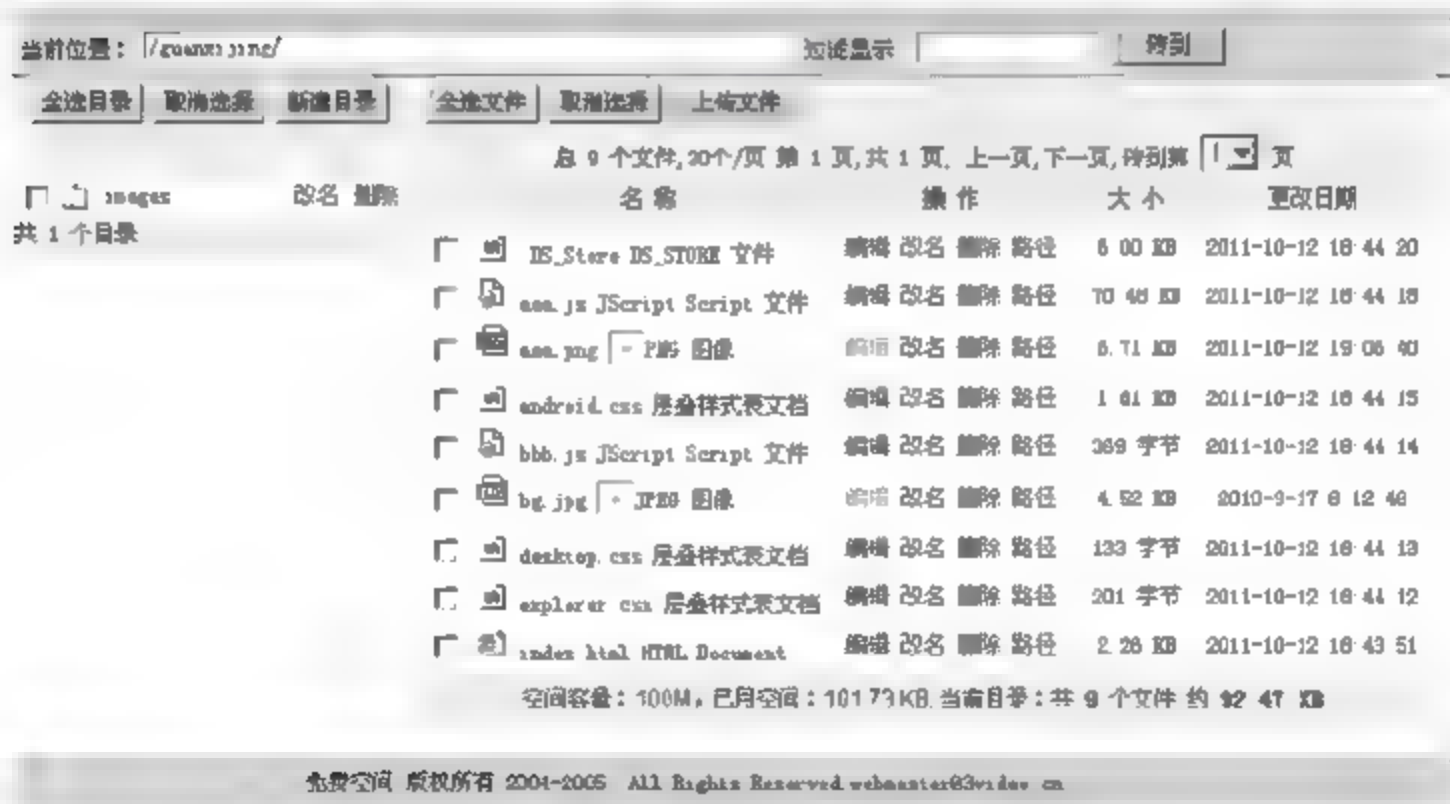 当前位置: /guanxijing/ 过滤显示 转到
全选目录 取消选择 新建目录 全选文件 取消选择 上传文件
总 9 个文件, 20个/页 第 1 页, 共 1 页. 上一页, 下一页, 转到第 1 页
images 改名 删除 名 称 操 作 大 小 更改日期
共 1 个目录
DS_Store DS_STORE 文件 编辑 改名 删除 路径 6.00 KB 2011-10-12 16:44:20
aaa.js JScript Script 文件 编辑 改名 删除 路径 2011-10-12
aaa.png + PNG 图像 编辑 改名 删除 路径 6.71 KB 2011-10-12 19:06:40
android.css 层叠样式表文档 编辑 改名 删除 路径 1.61 KB 2011-10-12 16:44:15
bbb.js JScript Script 文件 编辑 改名 删除 路径 369 字节 2011-10-12 16:44:14
bg.jpg + JPEG 图像 编辑 改名 删除 路径 4.52 KB 2010-9-17
desktop.css 层叠样式表文档 编辑 改名 删除 路径 133 字节 2011-10-12 16:44:13
explorer.css 层叠样式表文档 编辑 改名 删除 路径 201 字节 2011-10-12 16:44:12
index.html HTML Document 编辑 改名 删除 路径 2.26 KB 2011-10-12 16:43:51
空间容量:100M,已用空间:101.73KB. 当前目录:共 9 个文件 约 92.47 KB
免费空间 版权所有 2004-2005 All Rights Reserved webmaster@3video.cn